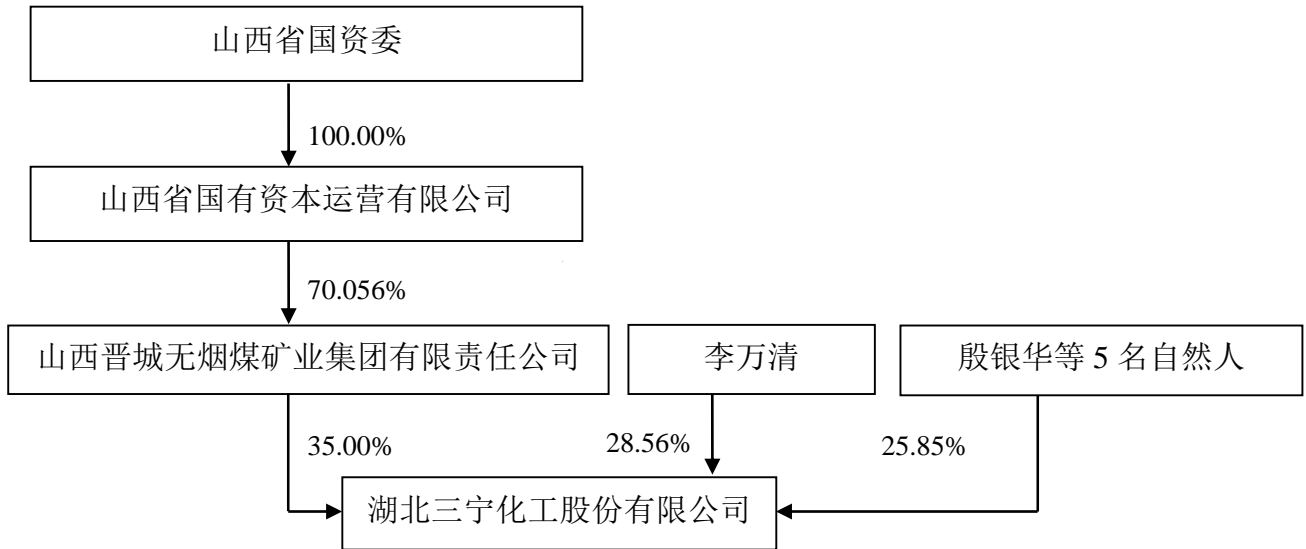 山西省国资委
100.00%
山西省国有资本运营有限公司
70.056%
山西晋城无烟煤矿业集团有限责任公司
李万清
殷银华等 5 名自然人
35.00%
28.56%
25.85%
湖北三宁化工股份有限公司